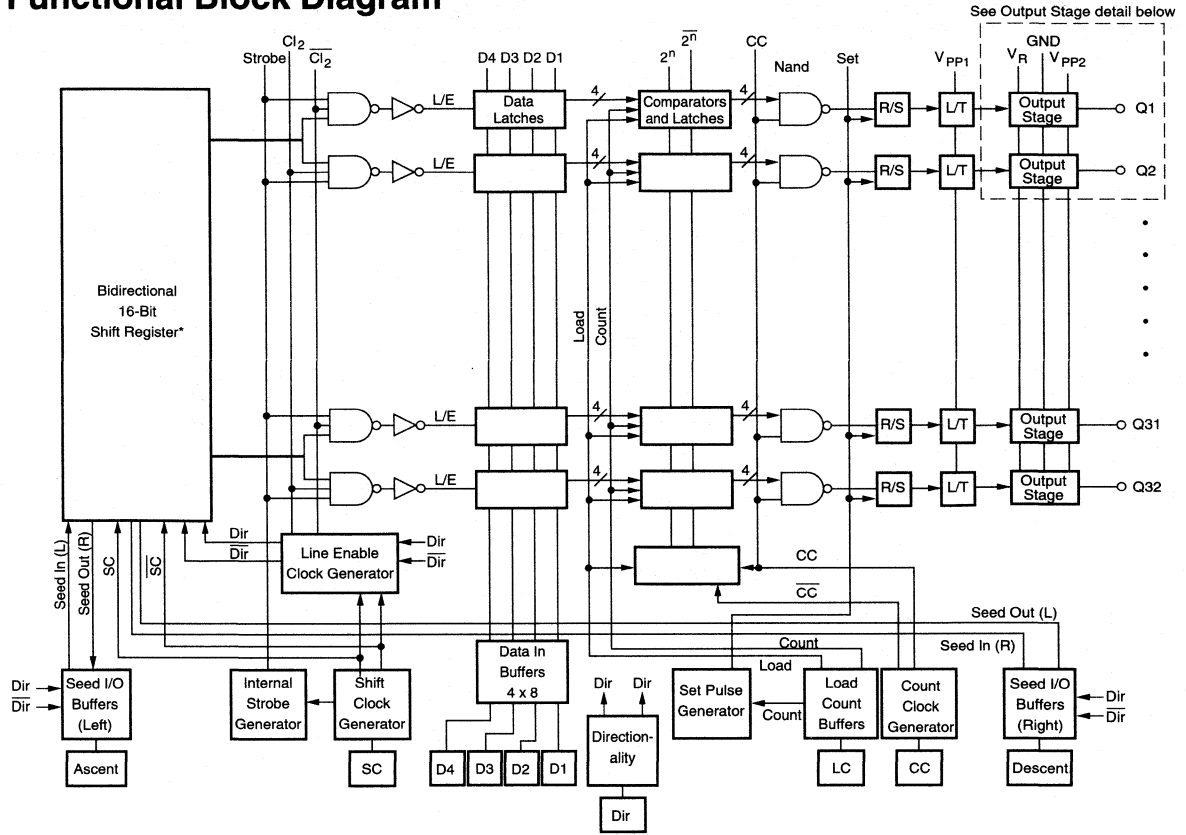 Functional Block Diagram
See Output Stage detail below
Strobe
Cl2
Cl2
D4 D3 D2 D1
2n
2n
CC
Nand
Set
VPP1
VR
GND
VPP2
L/E
Data
Latches
4
Comparators
and Latches
4
R/S
L/T
Output
Stage
Q1
L/E
4
4
R/S
L/T
Output
Stage
Q2
Bidirectional
16-Bit
Shift Register*
Load
Count
L/E
4
4
R/S
L/T
Output
Stage
Q31
L/E
4
4
R/S
L/T
Output
Stage
Q32
Seed In (L)
Seed Out (R)
SC
SC
Dir
Dir
Line Enable
Clock Generator
Dir
Dir
CC
CC
Seed Out (L)
Seed In (R)
Count
Load
Dir
Dir
Seed I/O
Buffers
(Left)
Internal
Strobe
Generator
Shift
Clock
Generator
Data In
Buffers
4 x 8
Dir
Dir
Direction-
ality
Set Pulse
Generator
Count
Load
Count
Buffers
Count
Clock
Generator
Seed I/O
Buffers
(Right)
Dir
Dir
Ascent
SC
D4
D3
D2
D1
LC
CC
Descent
Dir